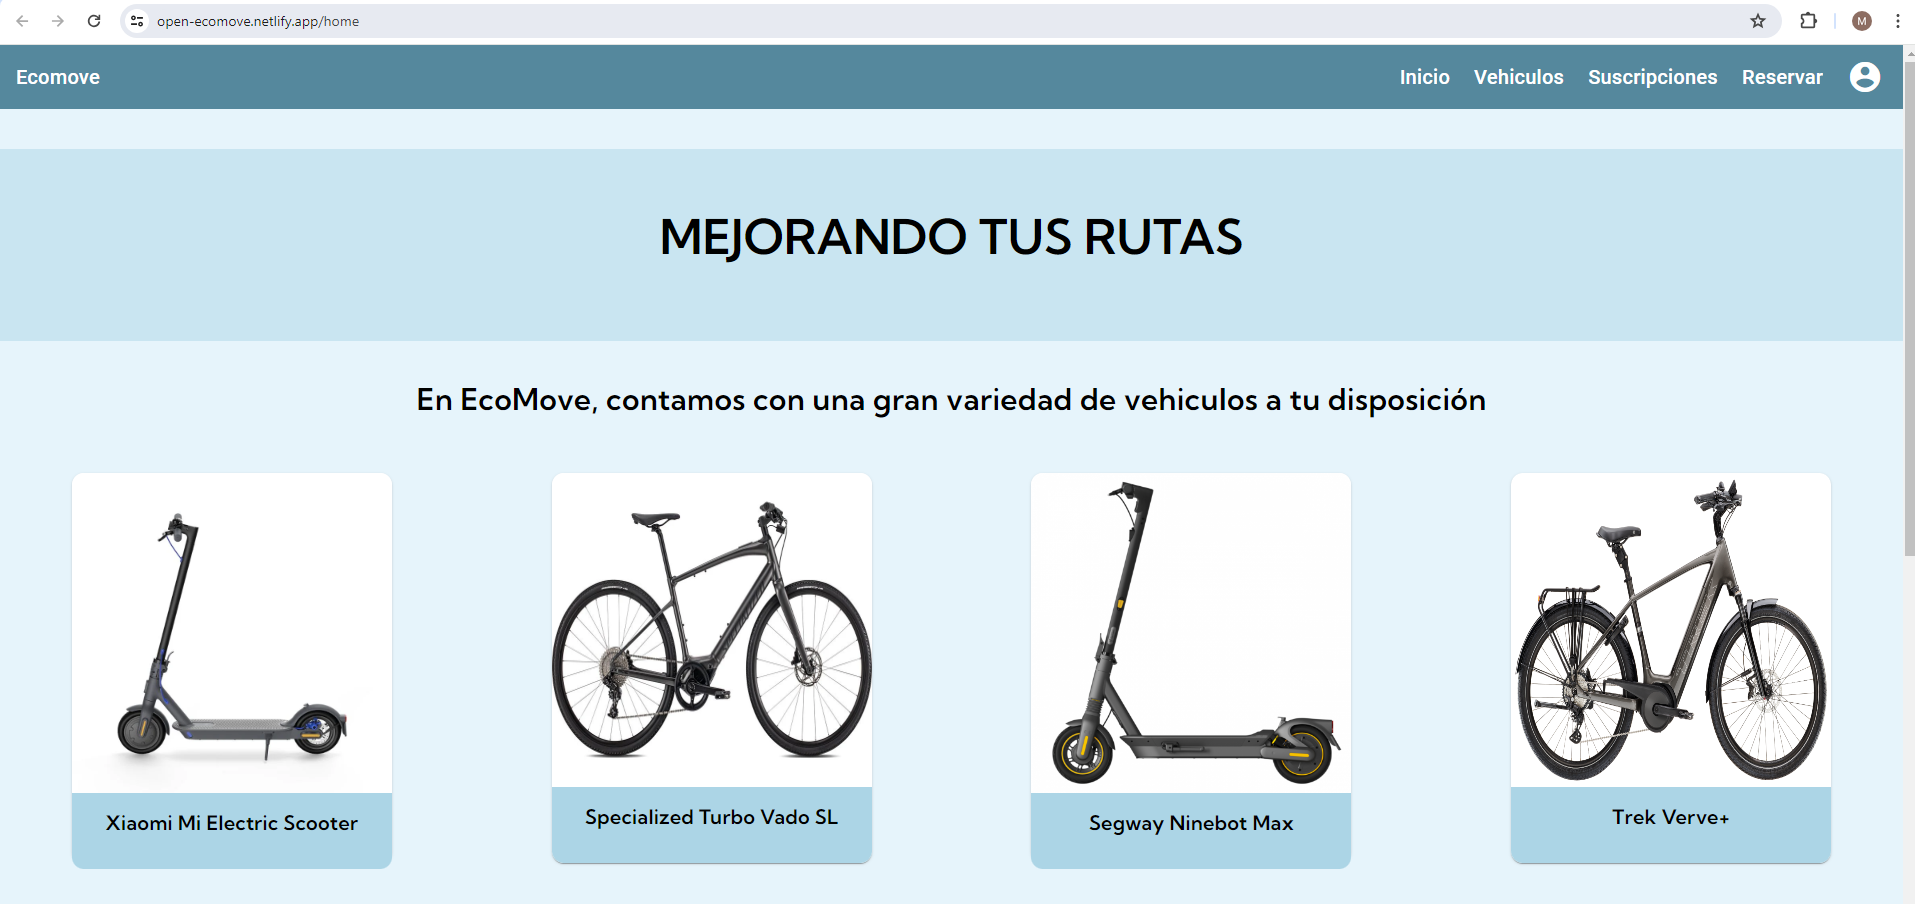 open-ecomove.netlify.app/home
M
Ecomove
Inicio Vehiculos Suscripciones Reservar
MEJORANDO TUS RUTAS
En EcoMove, contamos con una gran variedad de vehiculos a tu disposición
Xiaomi Mi Electric Scooter
Specialized Turbo Vado SL
Segway Ninebot Max
Trek Verve+